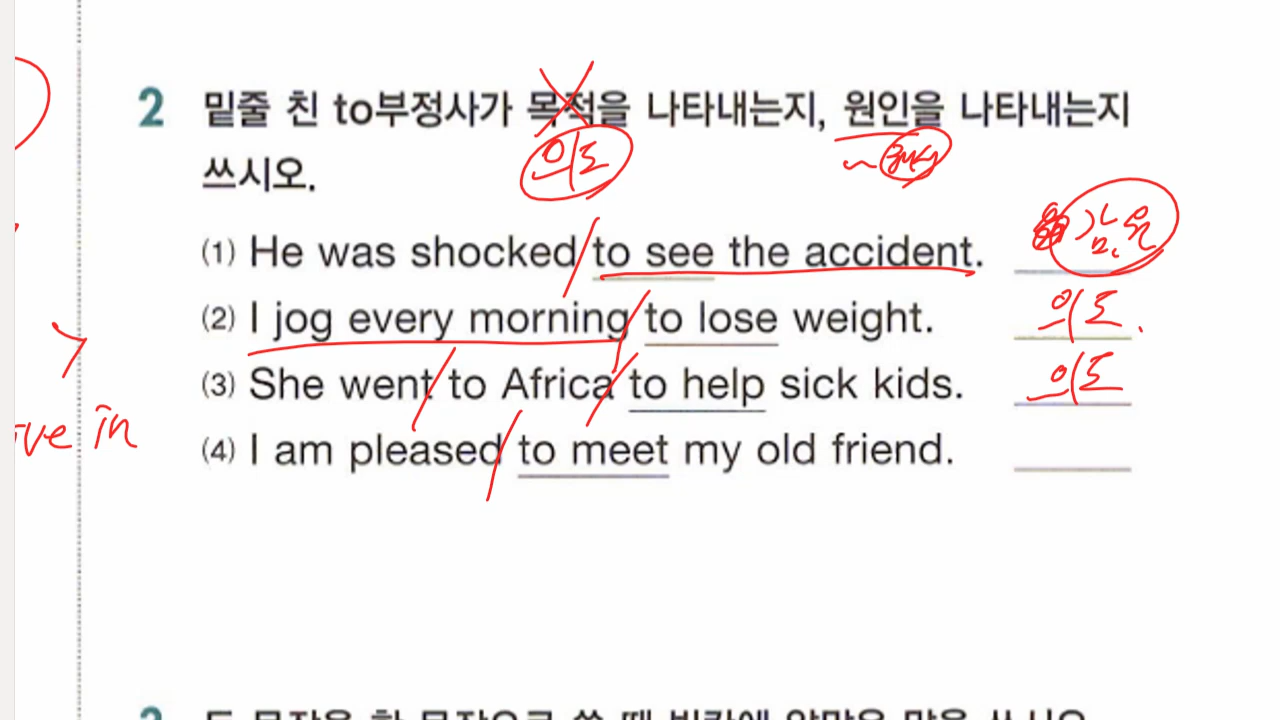 2 밑줄 친 to부정사가 목적을 나타내는지, 원인을 나타내는지
의도
쓰시오.
(1) He was shocked to see the accident. 감.원
(2) I jog every morning to lose weight. 의도.
(3) She went to Africa to help sick kids. 의도
ive in
(4) I am pleased to meet my old friend.